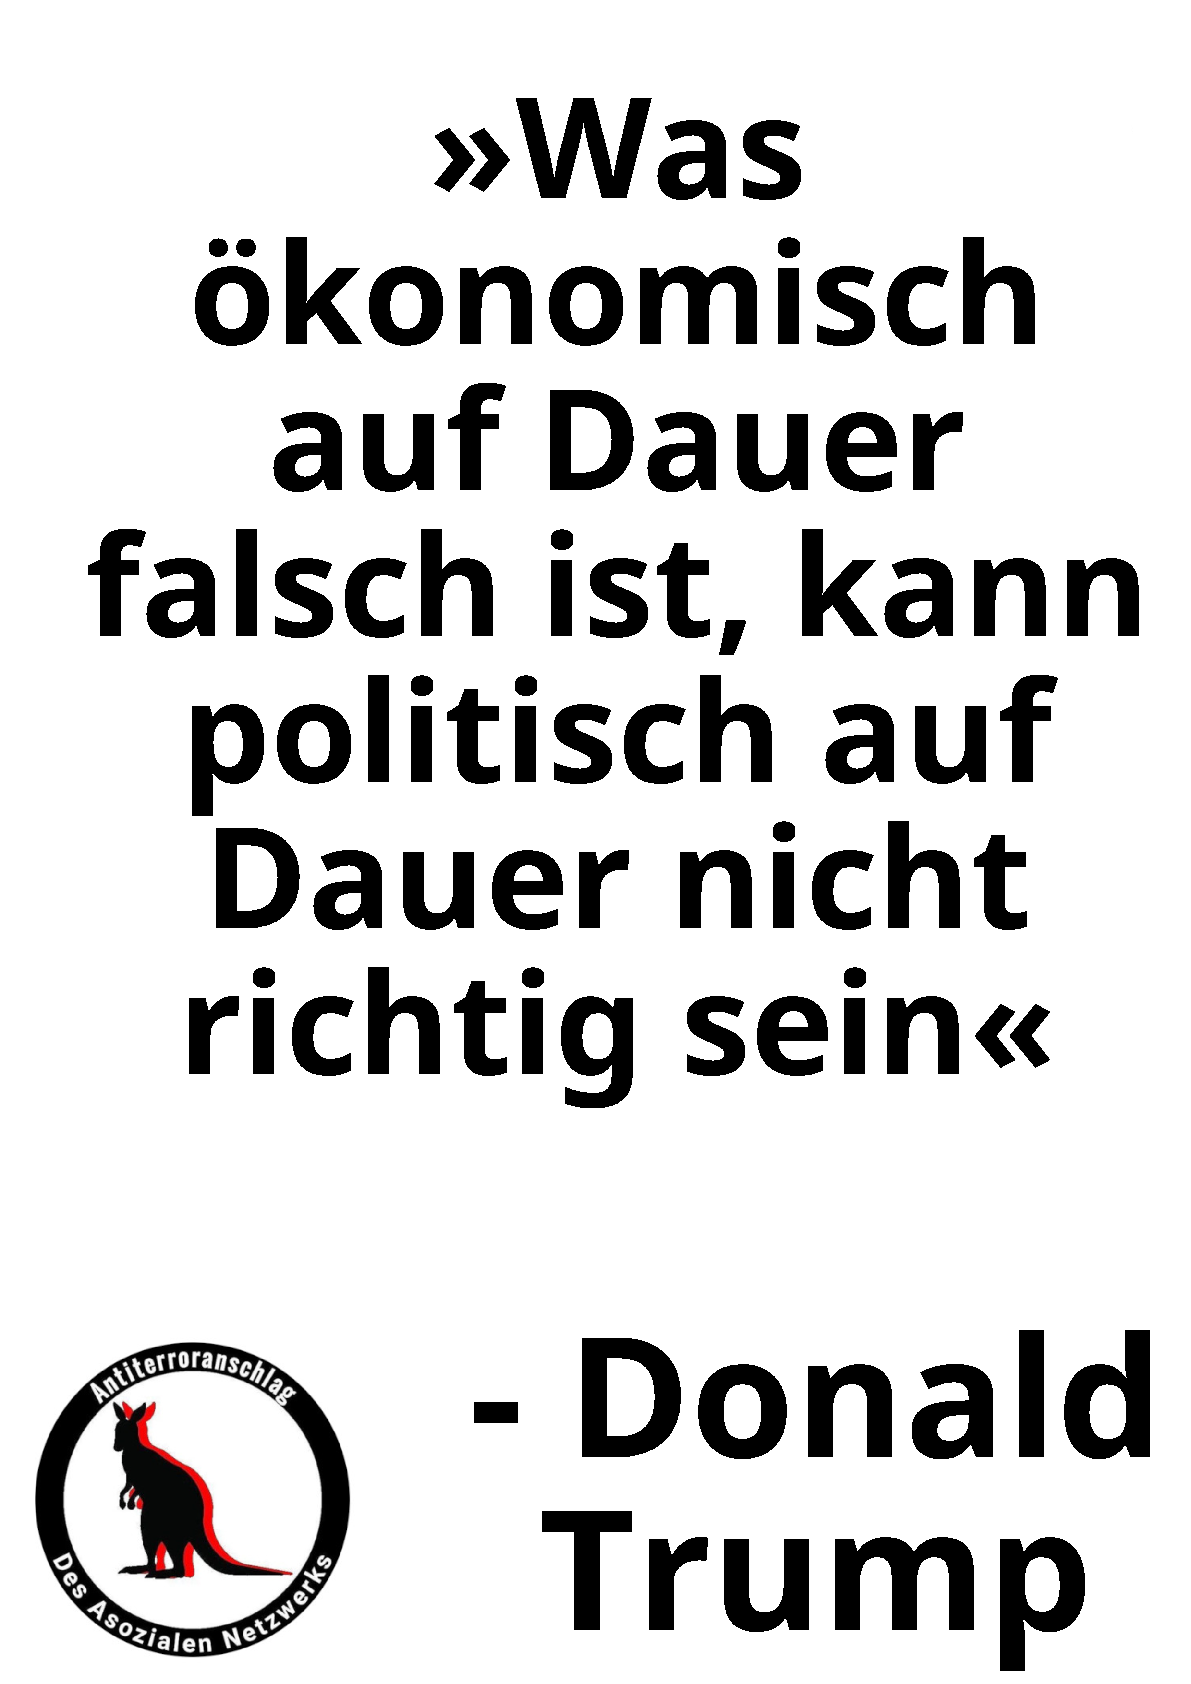 »Was
ökonomisch
auf Dauer
falsch ist, kann
politisch auf
Dauer nicht
richtig sein«
- Donald
Trump
Antiterroranschlag
Des Asozialen Netzwerks